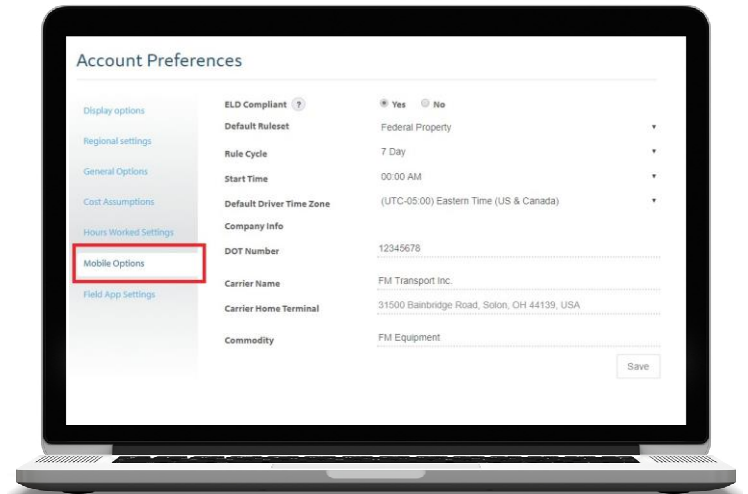 Account Preferences
Display options
Regional settings
General Options
Cost Assumptions
Hours Worked Settings
Mobile Options
Field App Settings
ELD Compliant ? Yes No
Default Ruleset Federal Property
Rule Cycle 7 Day
Start Time 00:00 AM
Default Driver Time Zone (UTC-05:00) Eastern Time (US & Canada)
Company Info
DOT Number 12345678
Carrier Name FM Transport Inc.
Carrier Home Terminal 31500 Bainbridge Road, Solon, OH 44139, USA
Commodity FM Equipment
Save